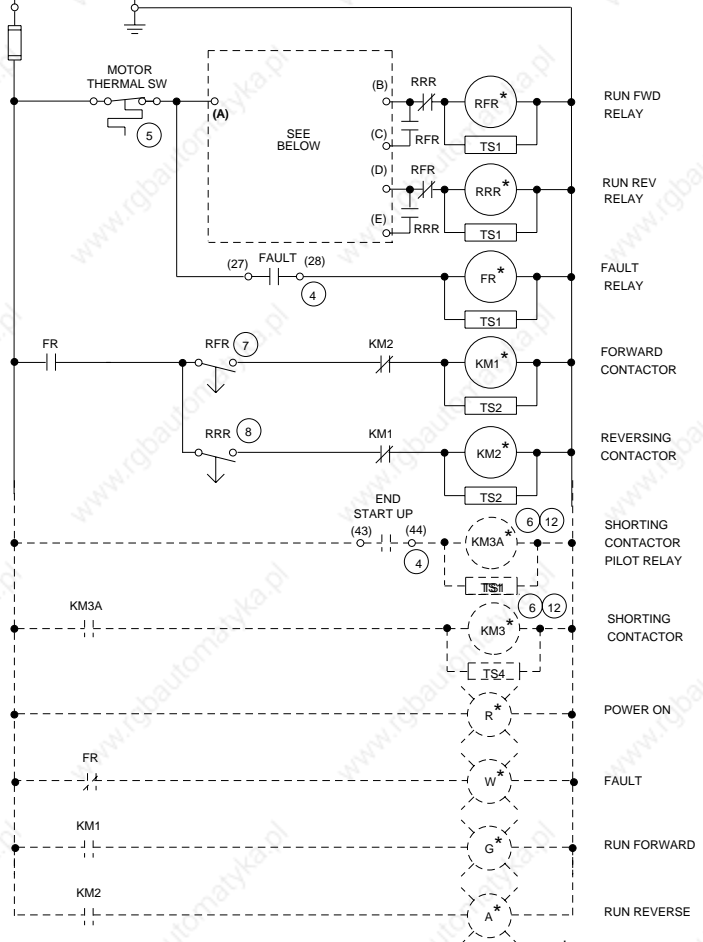 MOTOR
THERMAL SW
5
(A)
SEE
BELOW
(B)
RRR
RFR*
RUN FWD
RELAY
(C)
RFR
TS1
(D)
RFR
RRR*
RUN REV
RELAY
(E)
RRR
TS1
(27)
FAULT
(28)
4
FR*
FAULT
RELAY
TS1
FR
RFR
7
KM2
KM1*
FORWARD
CONTACTOR
TS2
RRR
8
KM1
KM2*
REVERSING
CONTACTOR
TS2
END
START UP
(43)
(44)
4
KM3A*
6
12
SHORTING
CONTACTOR
PILOT RELAY
KM3A
KM3*
6
12
SHORTING
CONTACTOR
TS4
R*
POWER ON
FR
W*
FAULT
KM1
G*
RUN FORWARD
KM2
A*
RUN REVERSE
www.rgbautomatyka.pl